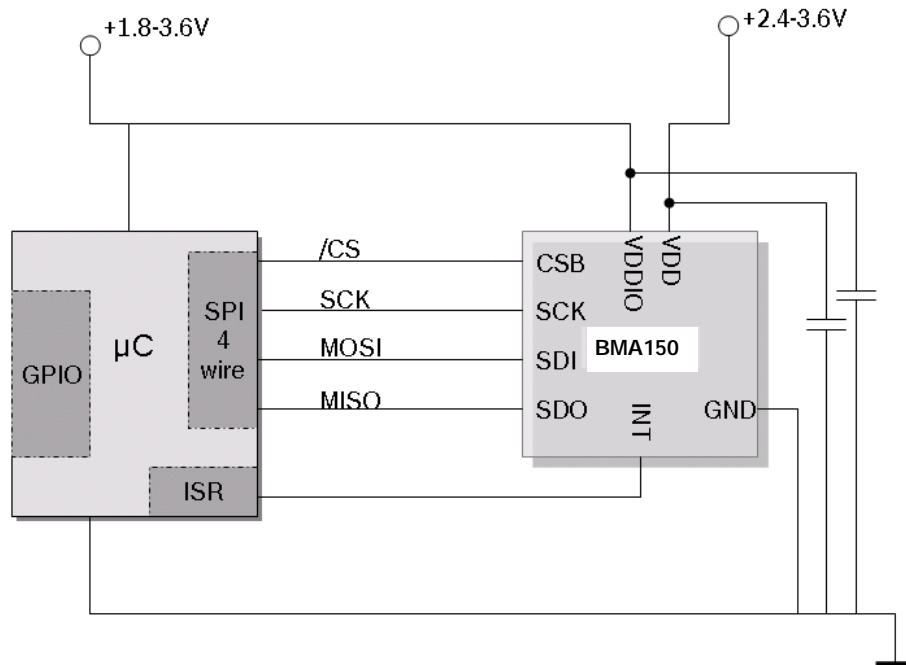 +1.8-3.6V
+2.4-3.6V
/CS
SCK
MOSI
MISO
SPI
4
wire
µC
GPIO
ISR
CSB
SCK
SDI
SDO
VDDIO
VDD
BMA150
INT
GND